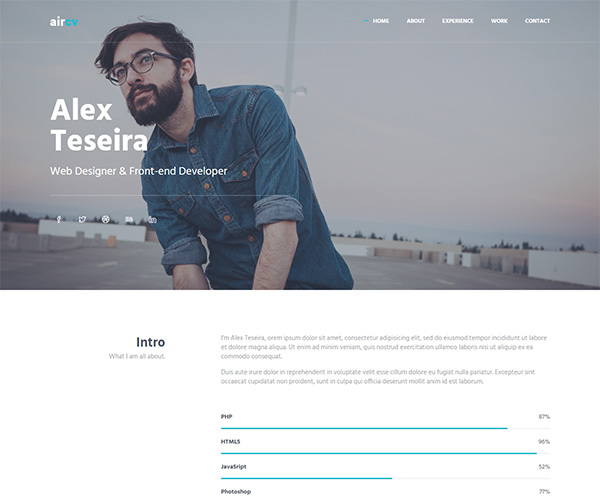 aircv
HOME ABOUT EXPERIENCE WORK CONTACT
Alex
Teseira
Web Designer & Front-end Developer
Intro
What I am all about.
I'm Alex Teseira, orem ipsum dolor sit amet, consectetur adipisicing elit, sed do eiusmod tempor incididunt ut labore
et dolore magna aliqua. Ut enim ad minim veniam, quis nostrud exercitation ullamco laboris nisi ut aliquip ex ea
commodo consequat.
Duis aute irure dolor in reprehenderit in voluptate velit esse cillum dolore eu fugiat nulla pariatur. Excepteur sint
occaecat cupidatat non proident, sunt in culpa qui officia deserunt mollit anim id est laborum.
PHP 87%
HTML5 96%
JavaSript 52%
Photoshop 77%